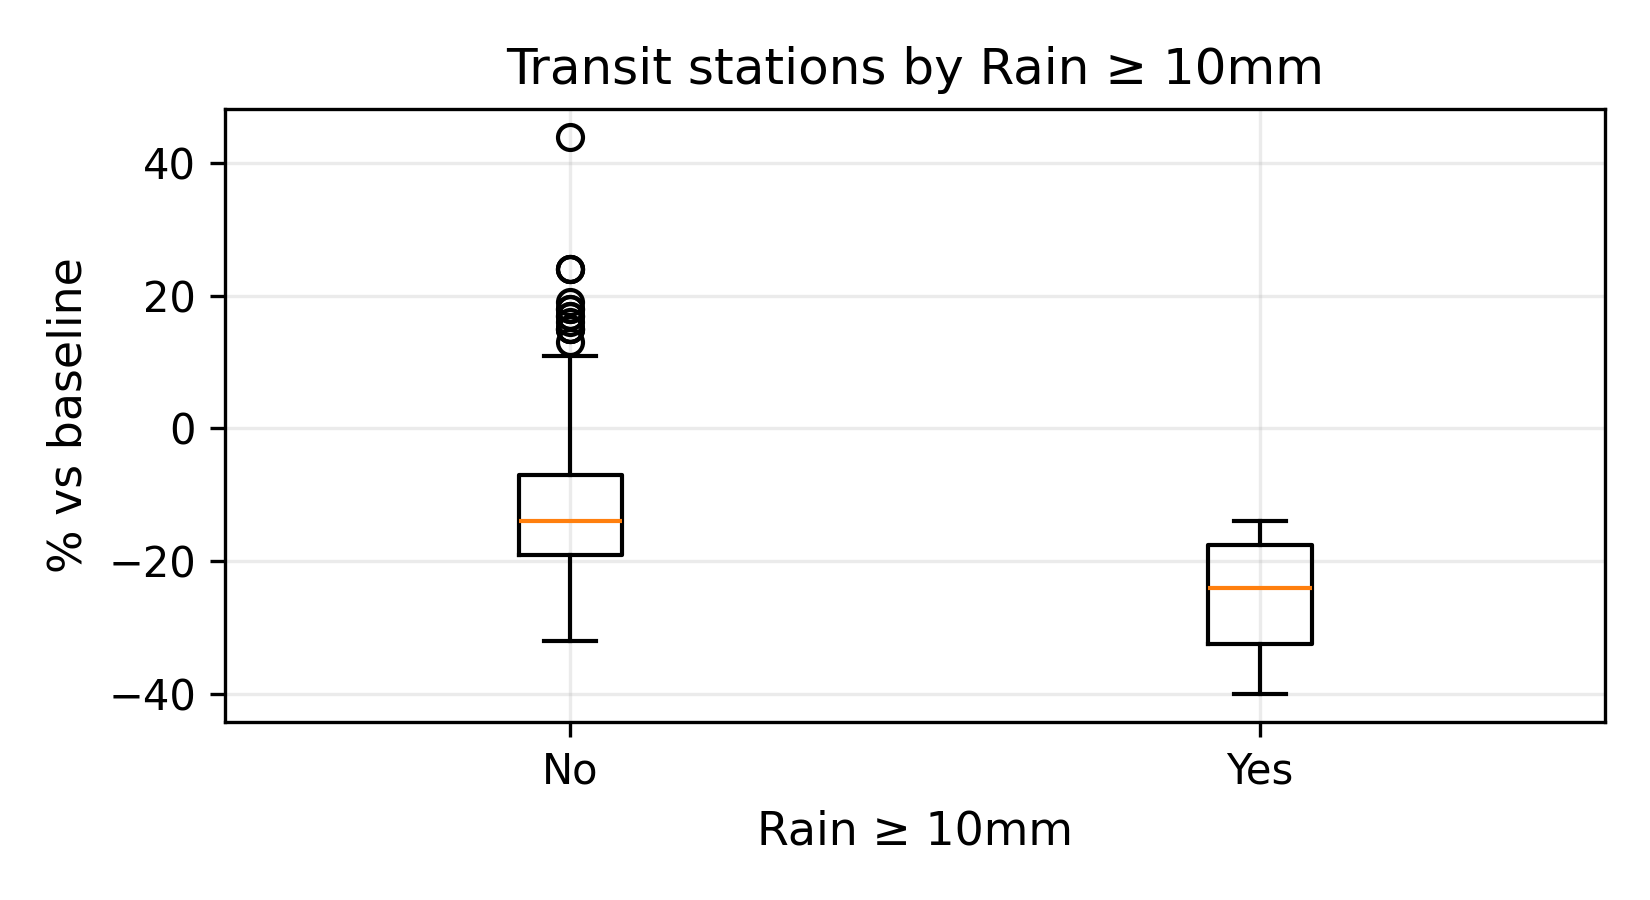 Transit stations by Rain ≥ 10mm
% vs baseline
40
20
0
−20
−40
No
Yes
Rain ≥ 10mm